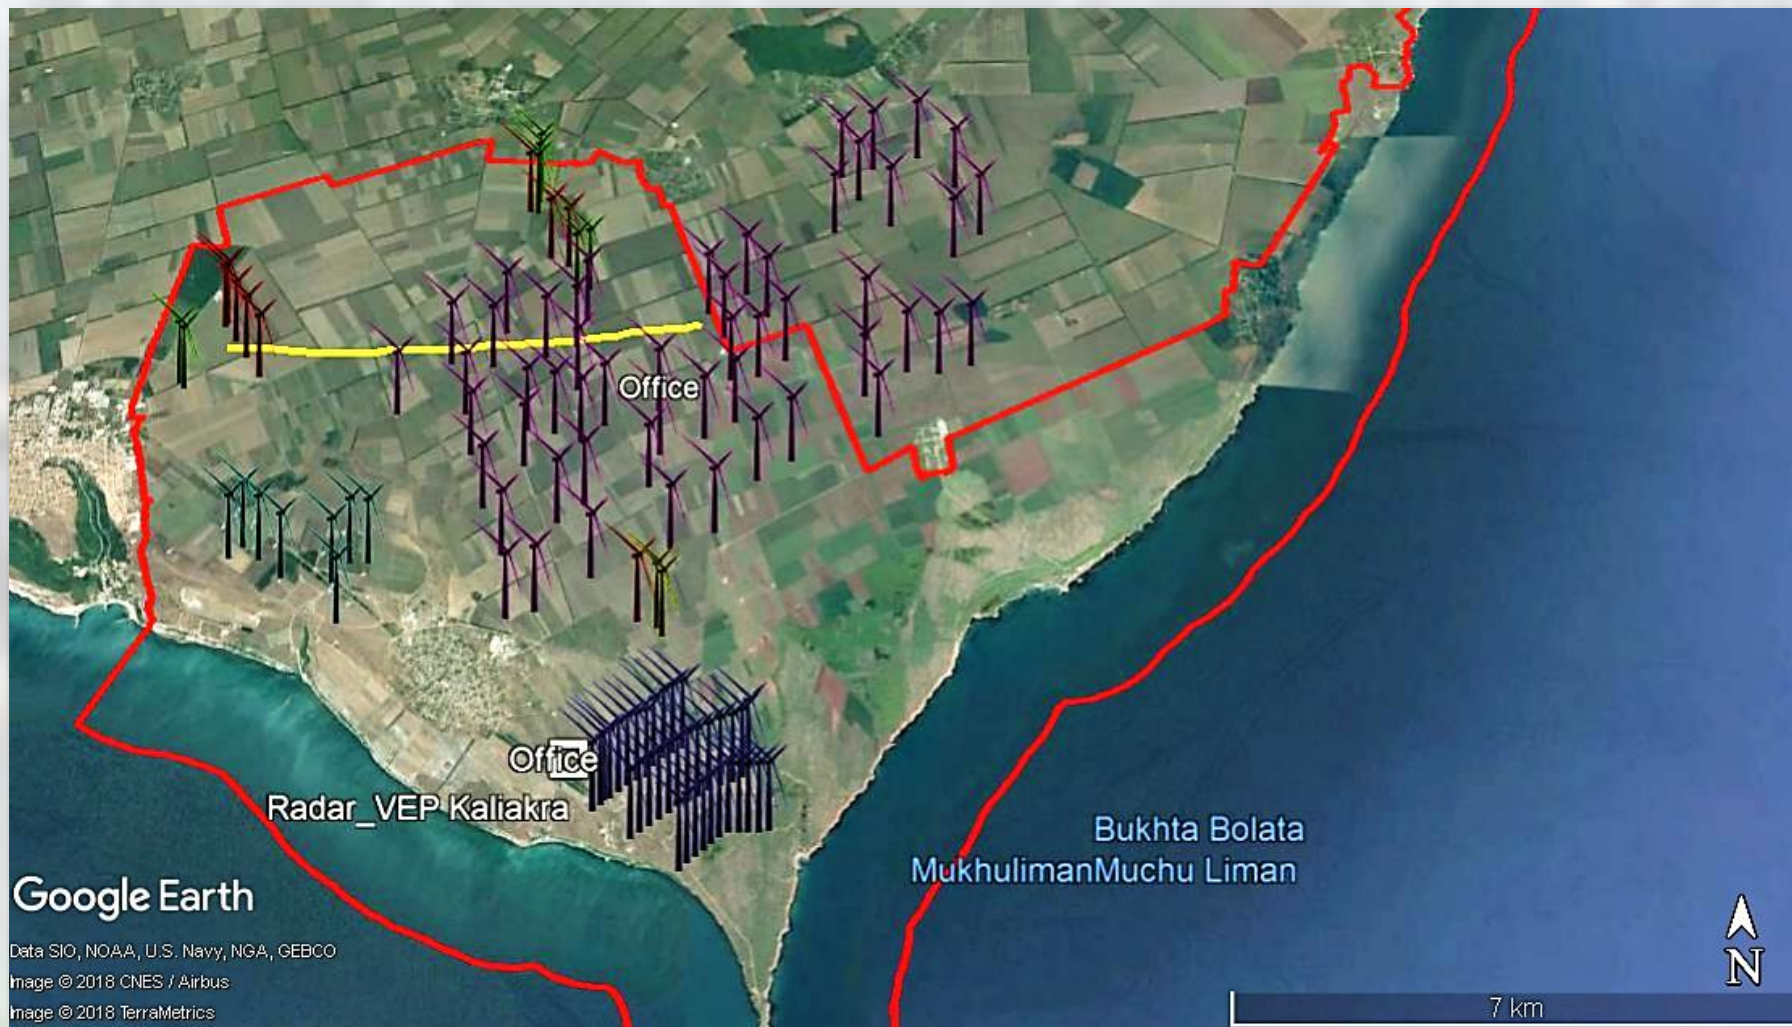 Office
Office
Radar_VEP Kaliakra
Bukhta Bolata
MukhulimanMuchu Liman
Google Earth
Data SIO, NOAA, U.S. Navy, NGA, GEBCO
Image © 2018 CNES / Airbus
Image © 2018 TerraMetrics
N
7 km